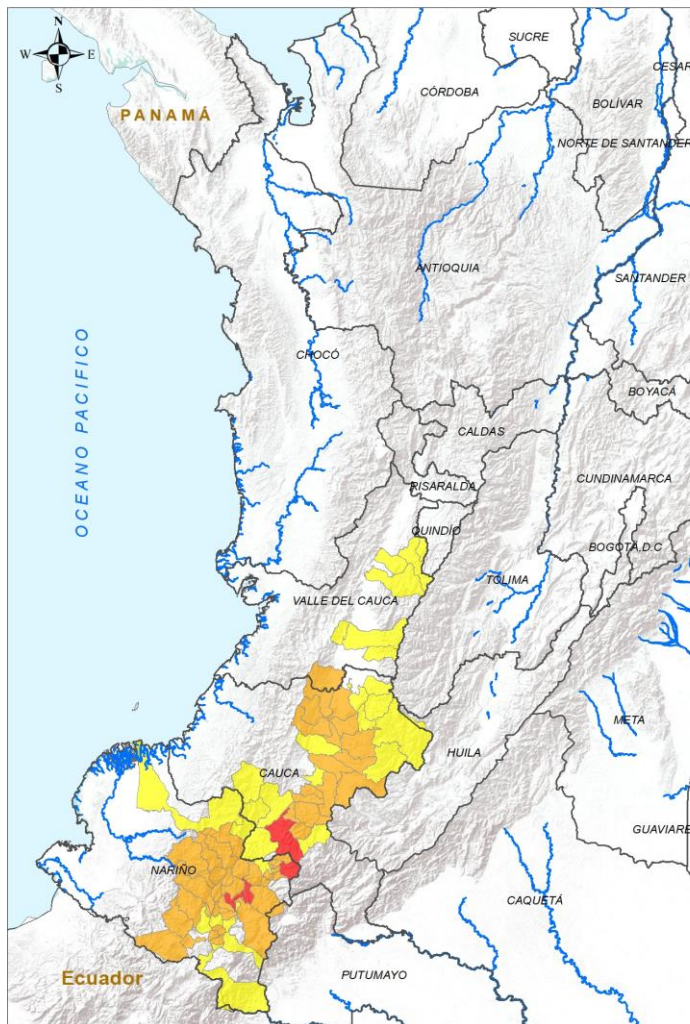 N
W E
S
SUCRE
CESAR
CÓRDOBA
BOLÍVAR
PANAMÁ
NORTE DE SANTANDER
ANTIOQUIA
SANTANDER
OCEANO PACIFICO
CHOCÓ
BOYACÁ
CALDAS
CUNDINAMARCA
RISARALDA
QUINDÍO
BOGOTÁ,D.C
TOLIMA
VALLE DEL CAUCA
META
HUILA
CAUCA
GUAVIARE
NARIÑO
CAQUETÁ
Ecuador
PUTUMAYO